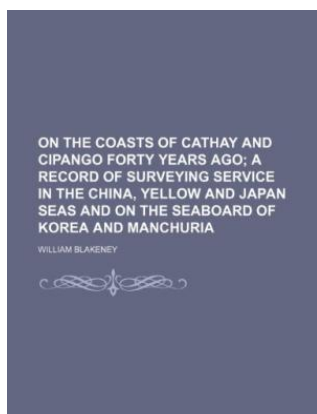 ON THE COASTS OF CATHAY AND
CIPANGO FORTY YEARS AGO; A
RECORD OF SURVEYING SERVICE
IN THE CHINA, YELLOW AND JAPAN
SEAS AND ON THE SEABOARD OF
KOREA AND MANCHURIA
WILLIAM BLAKENEY